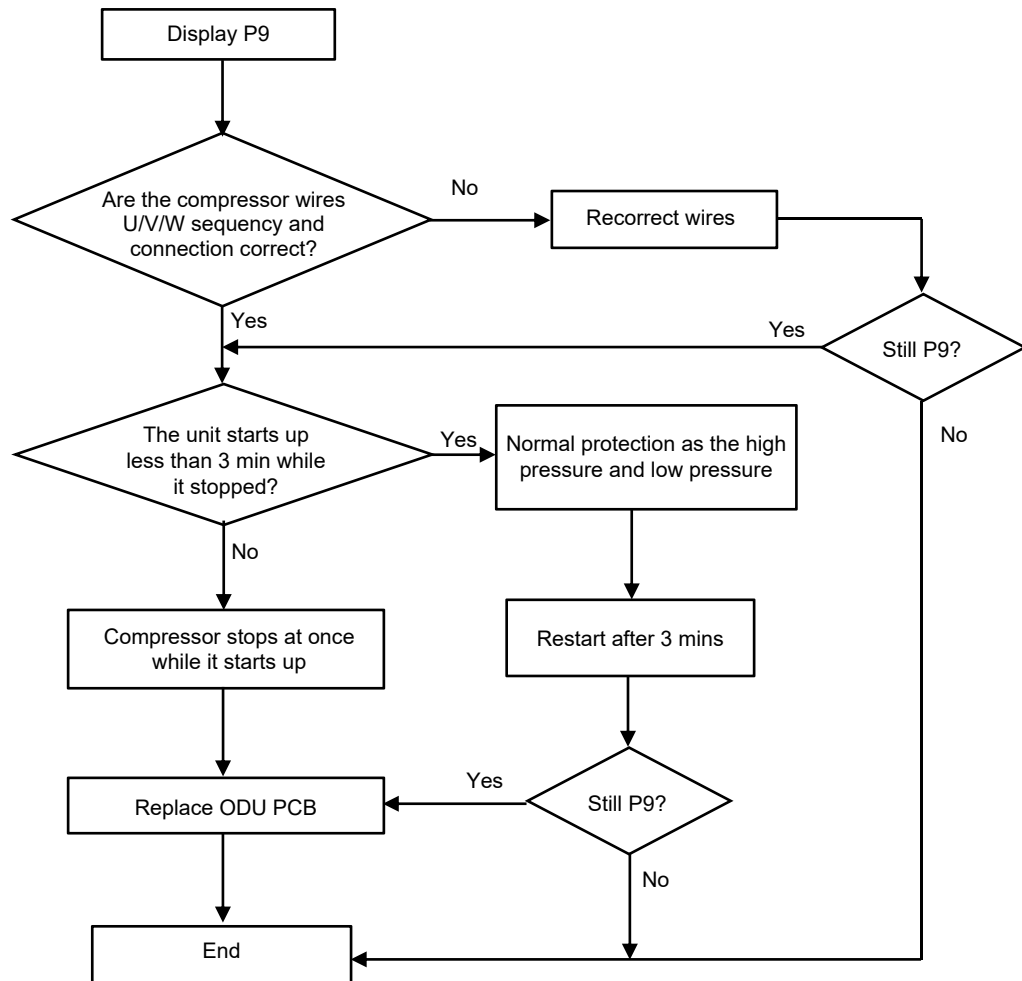 Display P9
Are the compressor wires
U/V/W sequency and
connection correct?
No
Recorrect wires
Yes
Yes
Still P9?
The unit starts up
less than 3 min while
it stopped?
Yes
Normal protection as the high
pressure and low pressure
No
No
Compressor stops at once
while it starts up
Restart after 3 mins
Replace ODU PCB
Yes
Still P9?
No
End